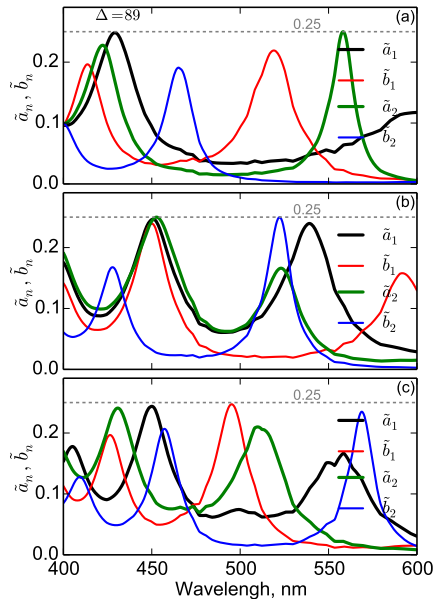 Δ=89
0.25
(a)
ã₁
b̃₁
ã₂
b̃₂
0.2
0.1
0.0
ãₙ, b̃ₙ
0.25
(b)
ã₁
b̃₁
ã₂
b̃₂
0.2
0.1
0.0
ãₙ, b̃ₙ
0.25
(c)
ã₁
b̃₁
ã₂
b̃₂
0.2
0.1
0.0
ãₙ, b̃ₙ
400 450 500 550 600
Wavelengh, nm